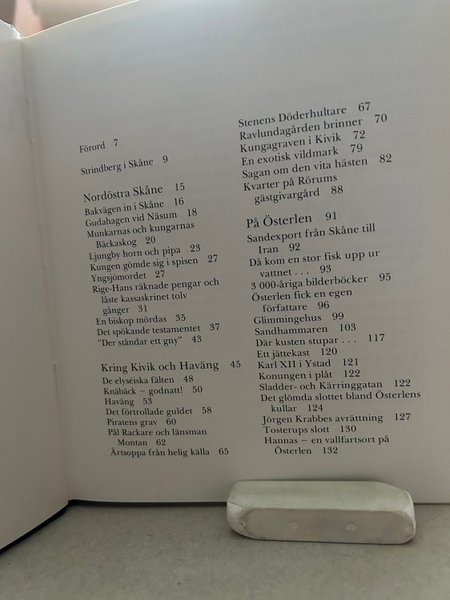 Förord 7
Strindberg i Skåne 9
Nordöstra Skåne 15
Bakvägen in i Skåne 16
Gudahagen vid Näsum 18
Munkarnas och kungarnas
Bäckaskog 20
Ljungby horn och pipa 23
Kungen gömde sig i spisen 27
Yngsjömordet 27
Rige-Hans räknade pengar och
låste kassaskrinet tolv
gånger 31
En biskop mördas 35
Det spökande testamentet 37
"Der ständ ett gny" 43
Kring Kivik och Haväng 45
De elyséiska fälten 48
Knäbäck – godnatt! 50
Haväng 53
Det förtrollade guldet 58
Piratens grav 60
Pål Rackare och länsman
Montan 62
Ärtsoppa från helig källa 65
Stenens Döderhultare 67
Ravlundagården brinner 70
Kungagraven i Kivik 72
En exotisk vildmark 79
Sagan om den vita hästen 82
Kvarter på Rörums
gästgivargård 88
På Österlen 91
Sandexport från Skåne till
Iran 92
Då kom en stor fisk upp ur
vattnet . . . 93
3 000-åriga bilderböcker 95
Österlen fick en egen
författare 96
Glimmingehus 99
Sandhammaren 103
Där kusten stupar . . . 117
Ett jättekast 120
Karl XII i Ystad 121
Konungen i plåt 122
Sladder- och Kärringgatan 122
Det glömda slottet bland Österlens
kullar 124
Jörgen Krabbes avrättning 127
Tosterups slott 130
Hannas – en vallfartsort på
Österlen 132